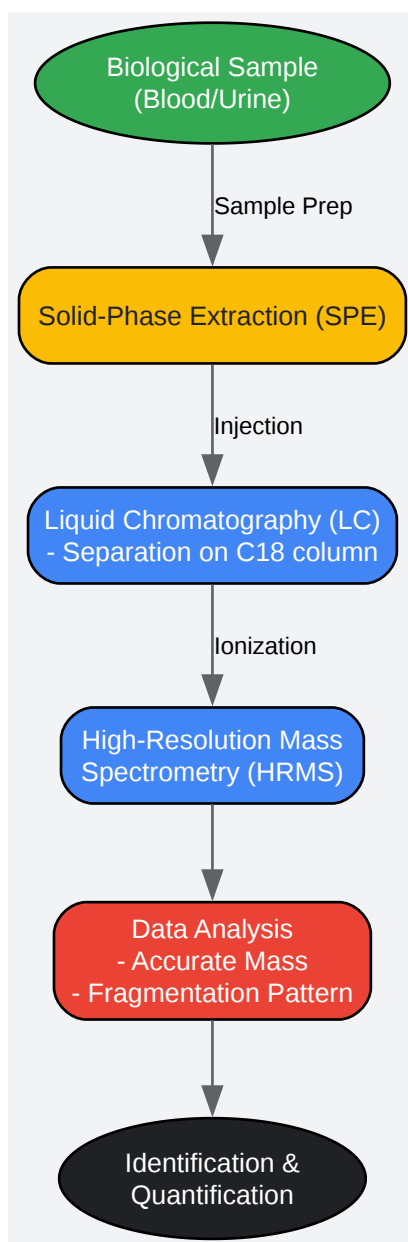 Biological Sample
(Blood/Urine)
Sample Prep
Solid-Phase Extraction (SPE)
Injection
Liquid Chromatography (LC)
- Separation on C18 column
Ionization
High-Resolution Mass
Spectrometry (HRMS)
Data Analysis
- Accurate Mass
- Fragmentation Pattern
Identification &
Quantification